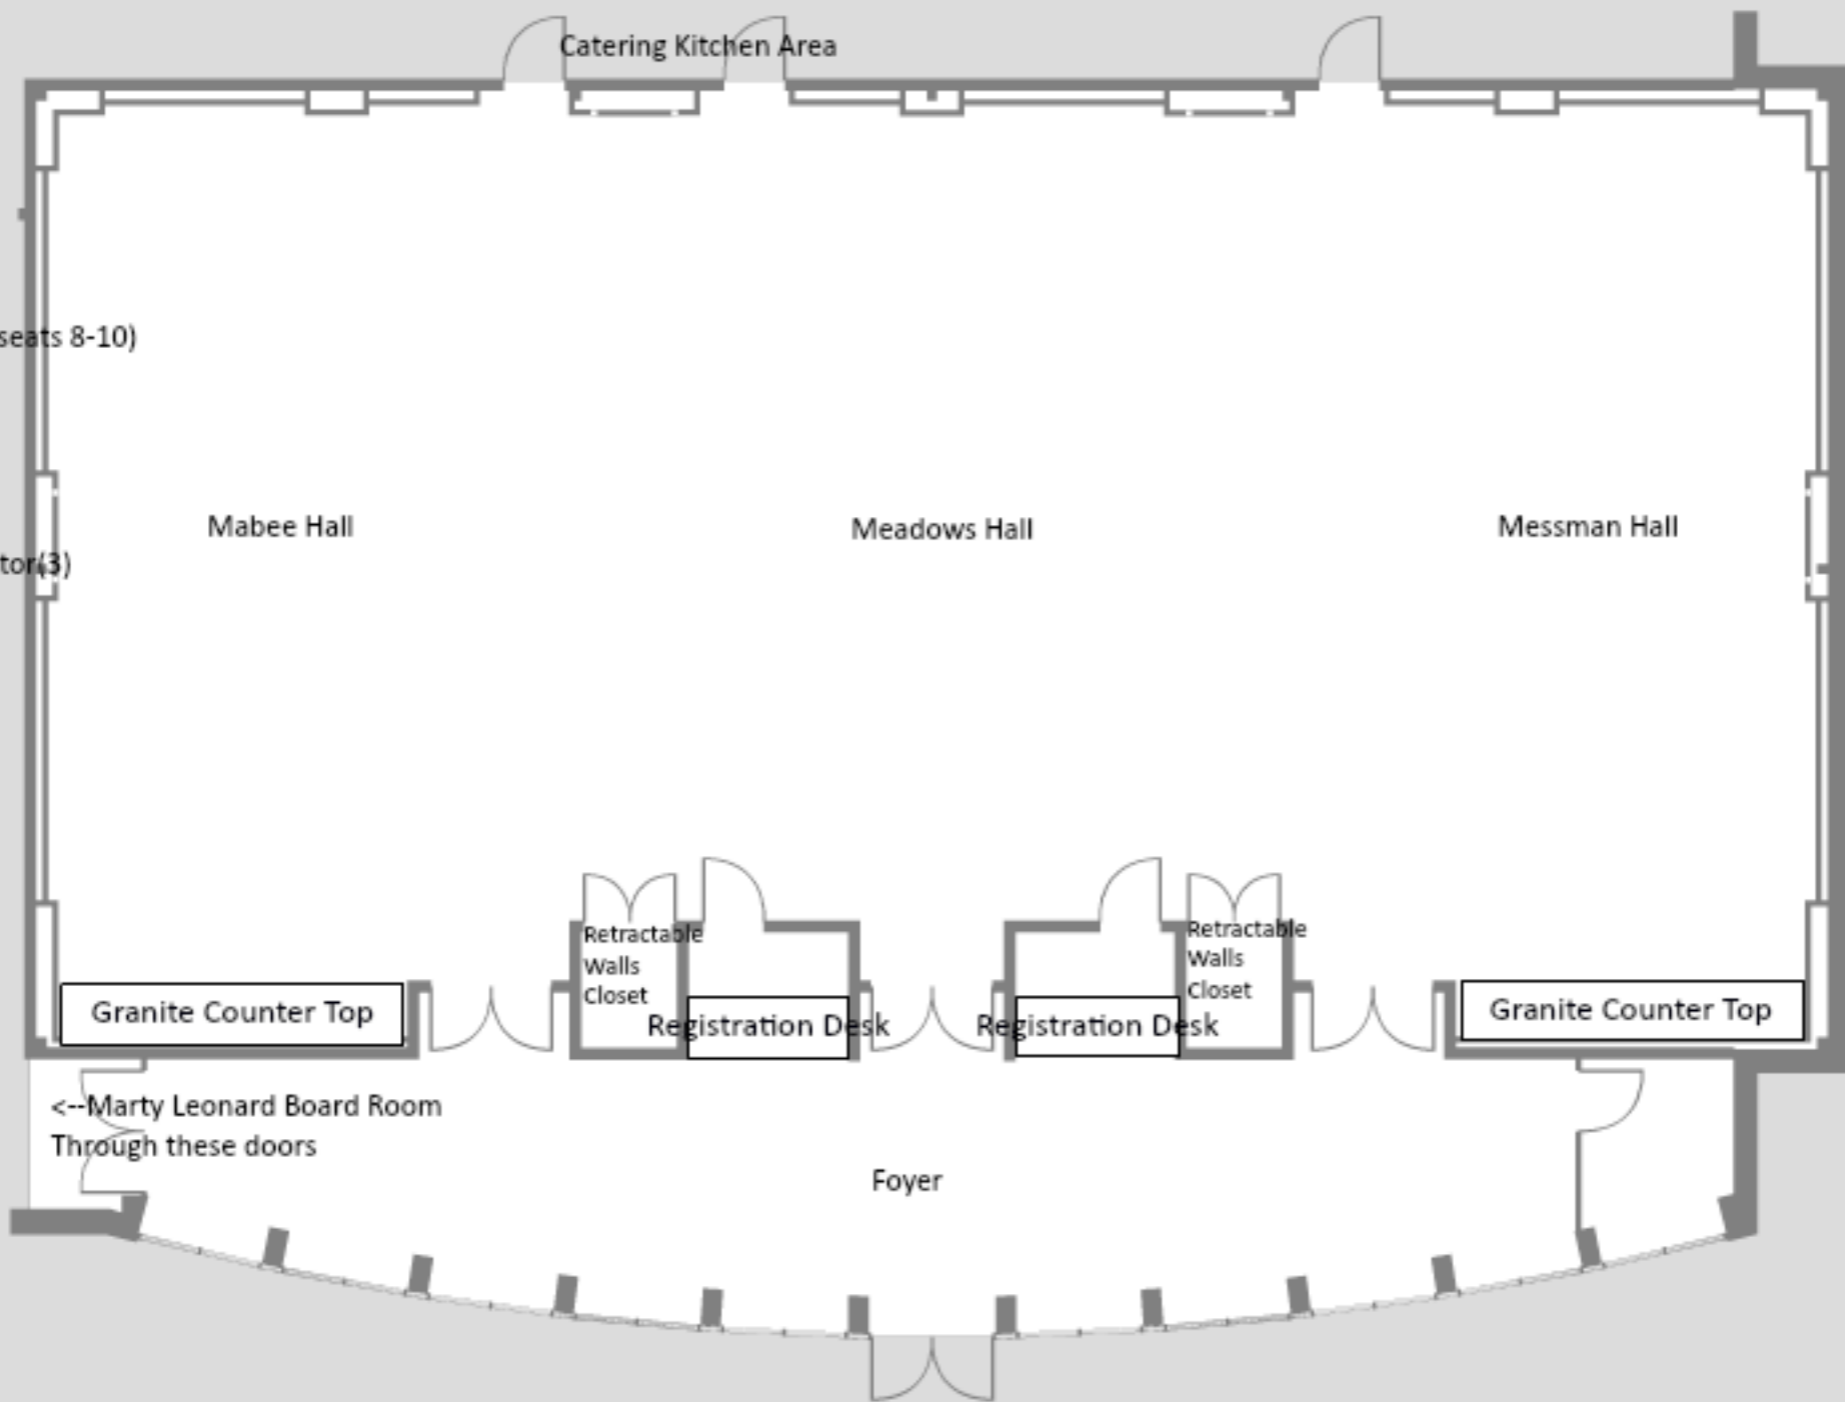 Catering Kitchen Area
seats 8-10)
Mabee Hall
Meadows Hall
Messman Hall
tor(3)
Retractable
Walls
Closet
Retractable
Walls
Closet
Granite Counter Top
Registration Desk
Registration Desk
Granite Counter Top
<--Marty Leonard Board Room
Through these doors
Foyer